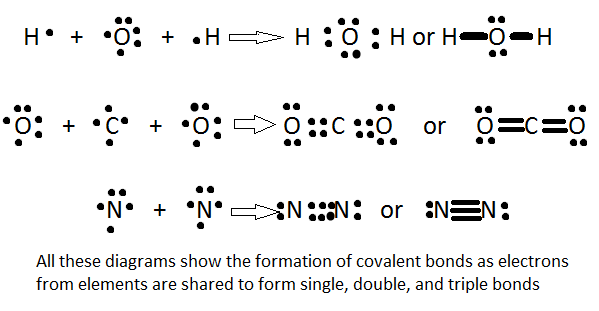 H• + •Ö: + .H ⇨ H : Ö : H or H—O—H
•Ö: + •C• + •Ö: ⇨ Ö::C::Ö or Ö=C=Ö
•N• + •N• ⇨ :N:::N: or :N≡N:
All these diagrams show the formation of covalent bonds as electrons
from elements are shared to form single, double, and triple bonds